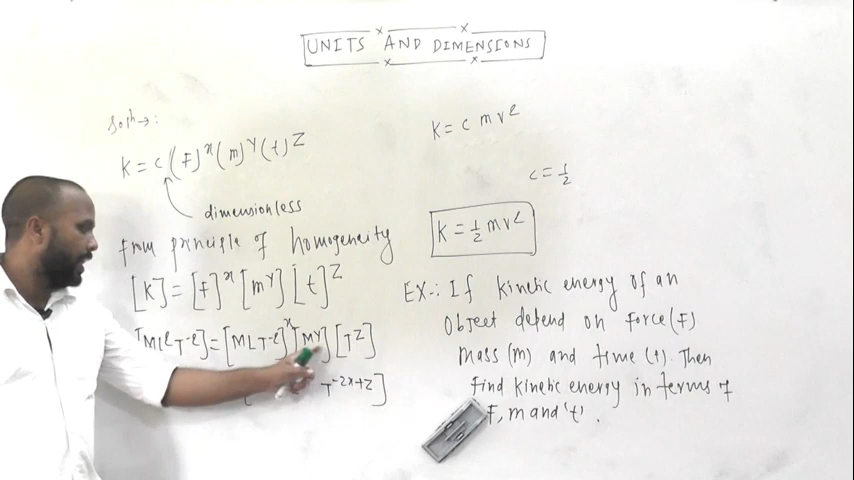 UNITS AND DIMENSIONS
Soln→:
K = C (F)^x (m)^Y (t)^Z
dimensionless
from principle of homogeneity
[K] = [F]^x [m^Y] [t]^Z
[ML²T⁻²] = [MLT⁻²]^x [M^Y] [T^Z]
T^-2x+Z]
K = C m v²
C = 1/2
K = 1/2 mv²
EX:. If kinetic energy of an
Object depend on force (F)
mass (m) and time (t). Then
find kinetic energy in terms of
F, m and 't'.